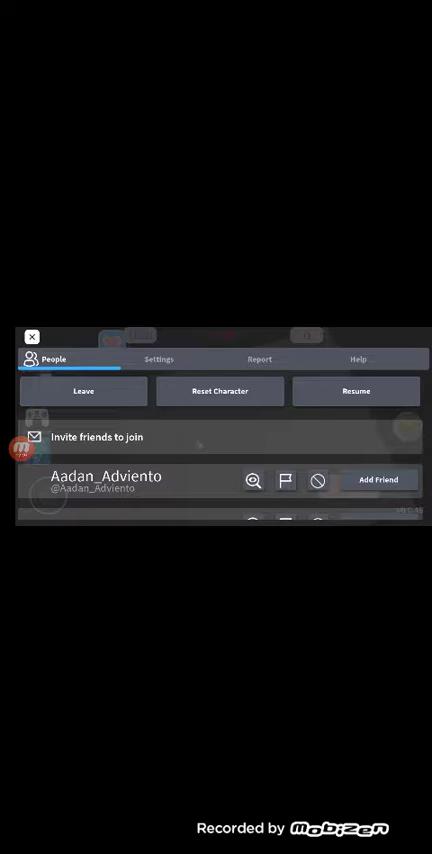 People
Settings
Report
Help
Leave
Reset Character
Resume
Invite friends to join
Aadan_Adviento
@Aadan_Adviento
Add Friend
Recorded by mobizen